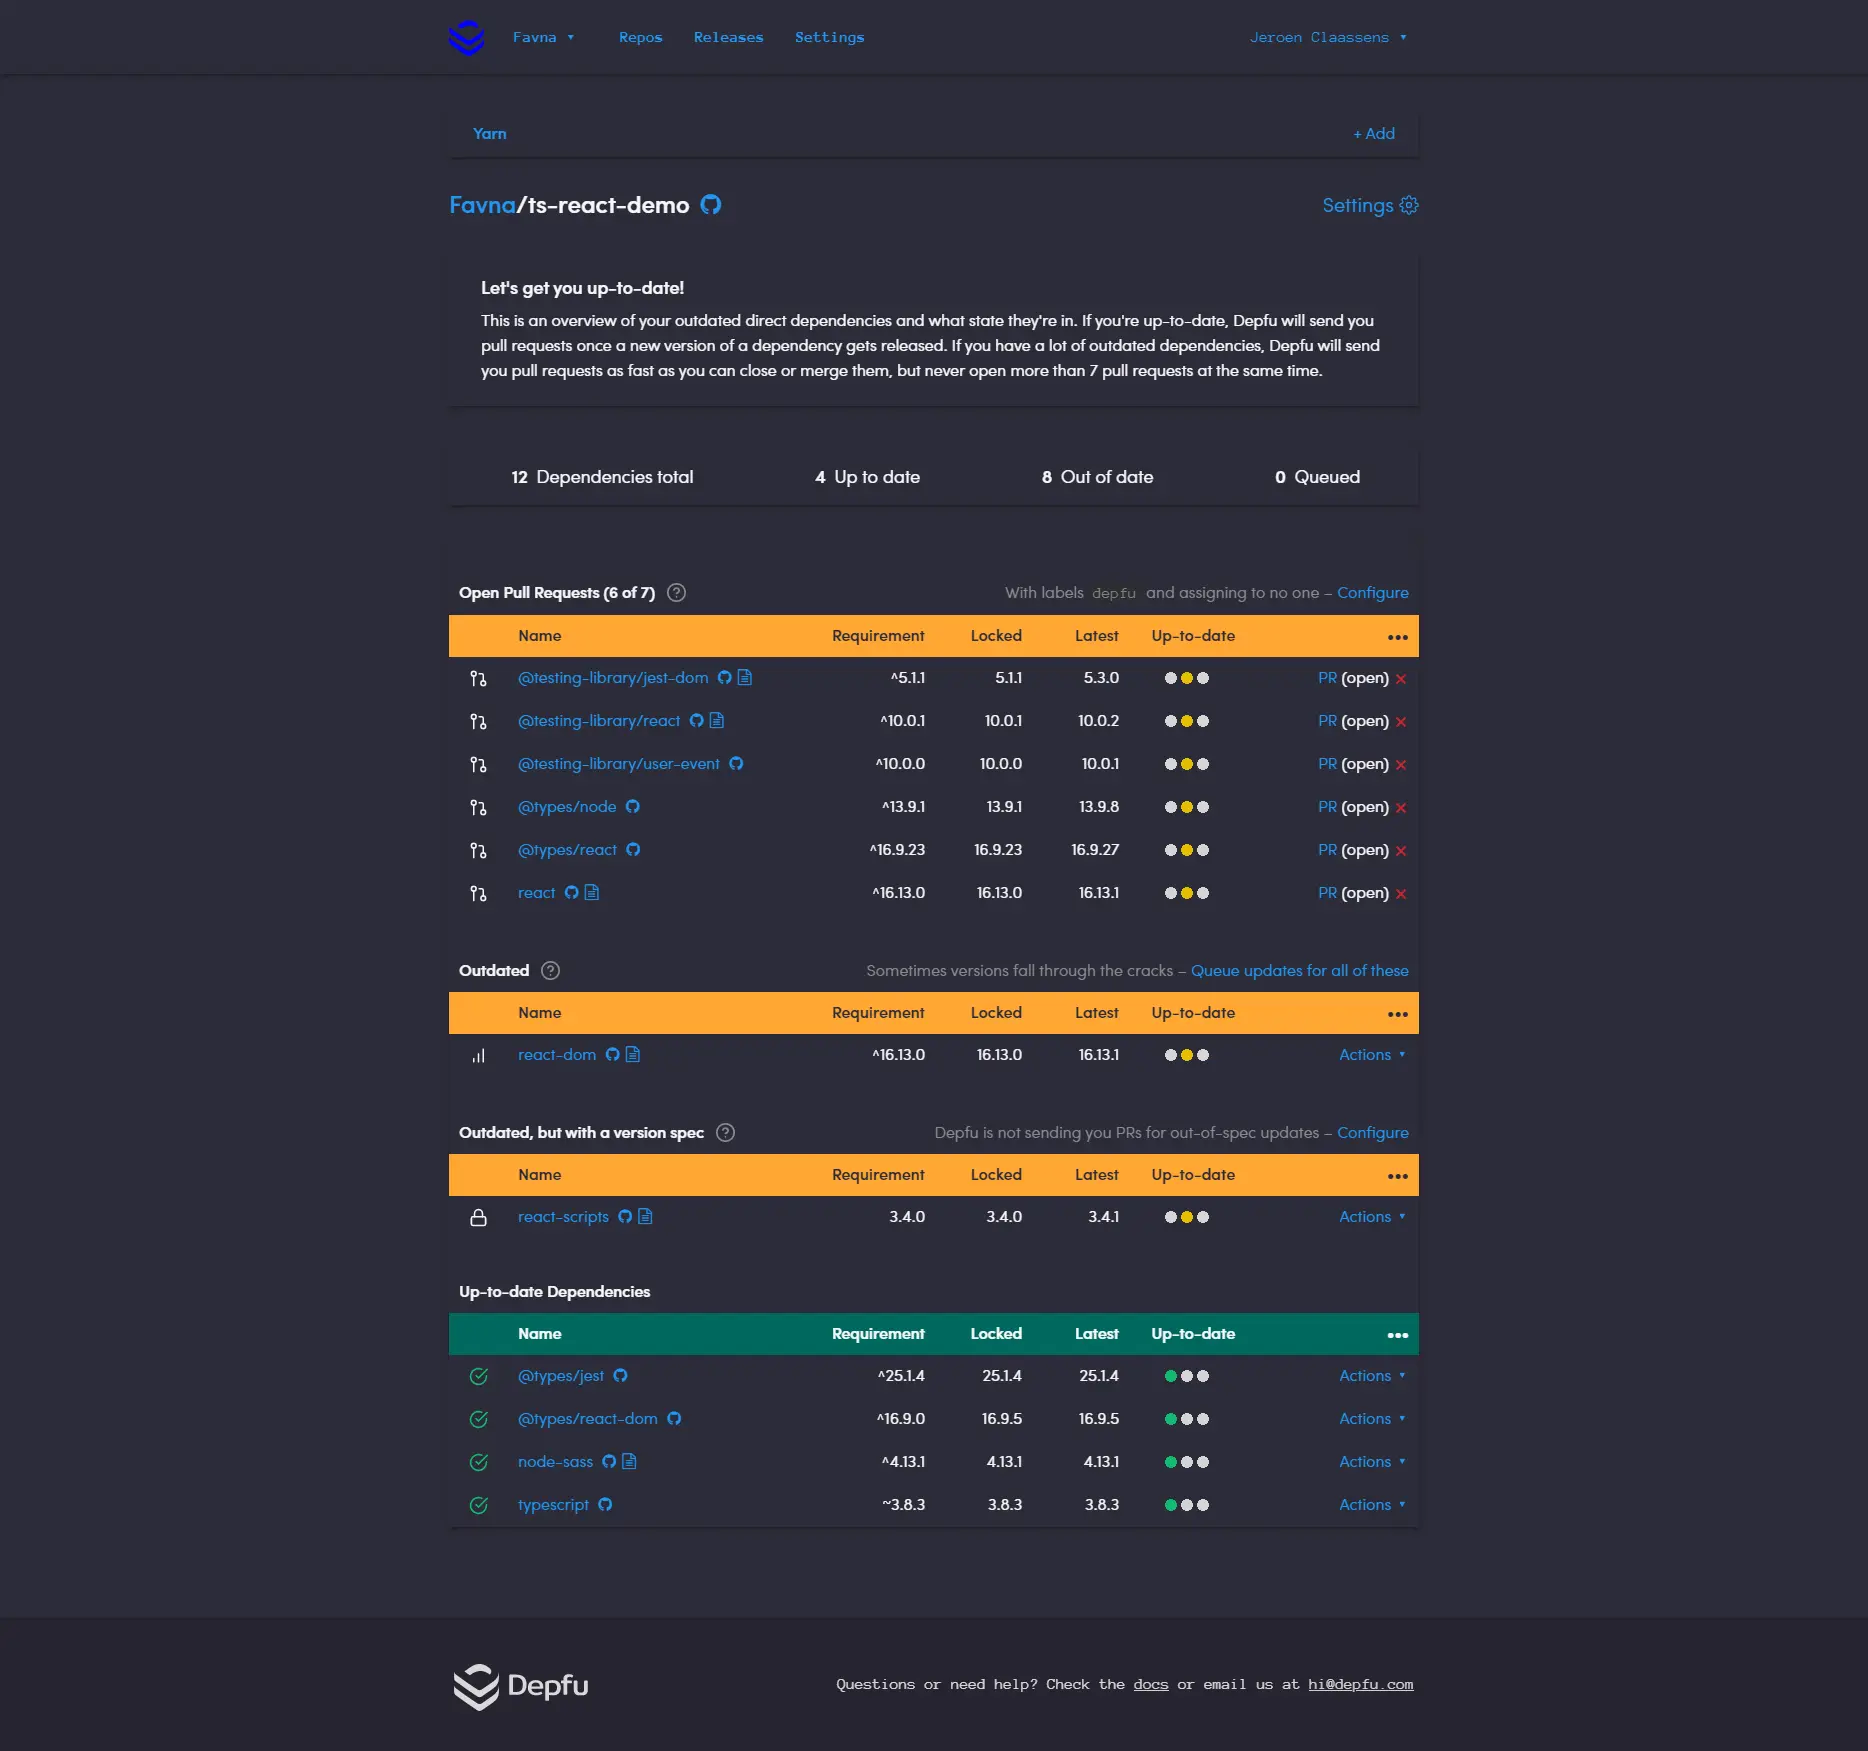 Favna ▾ Repos Releases Settings Jeroen Claassens ▾
Yarn + Add
Favna/ts-react-demo Settings
Let's get you up-to-date!
This is an overview of your outdated direct dependencies and what state they're in. If you're up-to-date, Depfu will send you
pull requests once a new version of a dependency gets released. If you have a lot of outdated dependencies, Depfu will send
you pull requests as fast as you can close or merge them, but never open more than 7 pull requests at the same time.
12 Dependencies total 4 Up to date 8 Out of date 0 Queued
Open Pull Requests (6 of 7) ? With labels depfu and assigning to no one – Configure
Name Requirement Locked Latest Up-to-date •••
@testing-library/jest-dom ^5.1.1 5.1.1 5.3.0 PR (open) ×
@testing-library/react ^10.0.1 10.0.1 10.0.2 PR (open) ×
@testing-library/user-event ^10.0.0 10.0.0 10.0.1 PR (open) ×
@types/node ^13.9.1 13.9.1 13.9.8 PR (open) ×
@types/react ^16.9.23 16.9.23 16.9.27 PR (open) ×
react ^16.13.0 16.13.0 16.13.1 PR (open) ×
Outdated ? Sometimes versions fall through the cracks – Queue updates for all of these
Name Requirement Locked Latest Up-to-date •••
react-dom ^16.13.0 16.13.0 16.13.1 Actions ▾
Outdated, but with a version spec ? Depfu is not sending you PRs for out-of-spec updates – Configure
Name Requirement Locked Latest Up-to-date •••
react-scripts 3.4.0 3.4.0 3.4.1 Actions ▾
Up-to-date Dependencies
Name Requirement Locked Latest Up-to-date •••
@types/jest ^25.1.4 25.1.4 25.1.4 Actions ▾
@types/react-dom ^16.9.0 16.9.5 16.9.5 Actions ▾
node-sass ^4.13.1 4.13.1 4.13.1 Actions ▾
typescript ~3.8.3 3.8.3 3.8.3 Actions ▾
Depfu Questions or need help? Check the docs or email us at hi@depfu.com